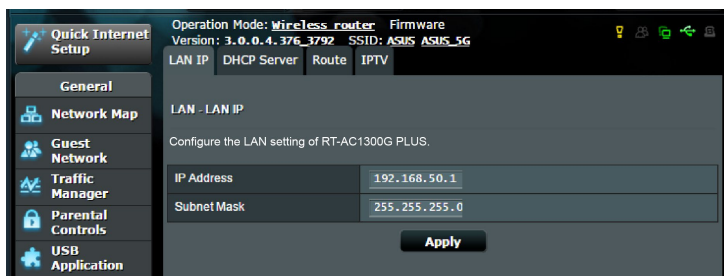 Quick Internet
Setup
General
Network Map
Guest
Network
Traffic
Manager
Parental
Controls
USB
Application
Operation Mode: Wireless router Firmware
Version: 3.0.0.4.376_3792 SSID: ASUS ASUS_5G
LAN IP DHCP Server Route IPTV
LAN - LAN IP
Configure the LAN setting of RT-AC1300G PLUS.
IP Address 192.168.50.1
Subnet Mask 255.255.255.0
Apply